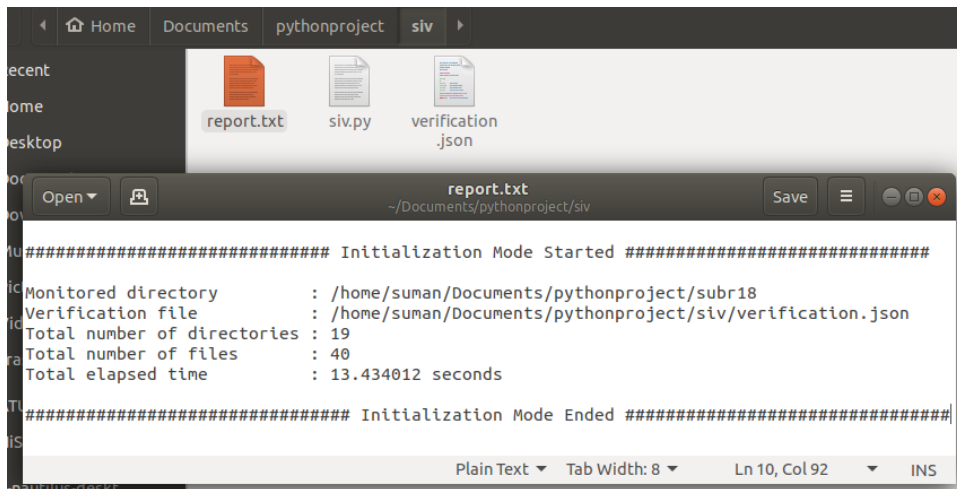 Home Documents pythonproject siv
report.txt siv.py verification
.json
Desktop
Open
report.txt
~/Documents/pythonproject/siv
Save
############################## Initialization Mode Started ##############################
Monitored directory : /home/suman/Documents/pythonproject/subr18
Verification file : /home/suman/Documents/pythonproject/siv/verification.json
Total number of directories : 19
Total number of files : 40
Total elapsed time : 13.434012 seconds
################################ Initialization Mode Ended ################################
Plain Text Tab Width: 8 Ln 10, Col 92 INS